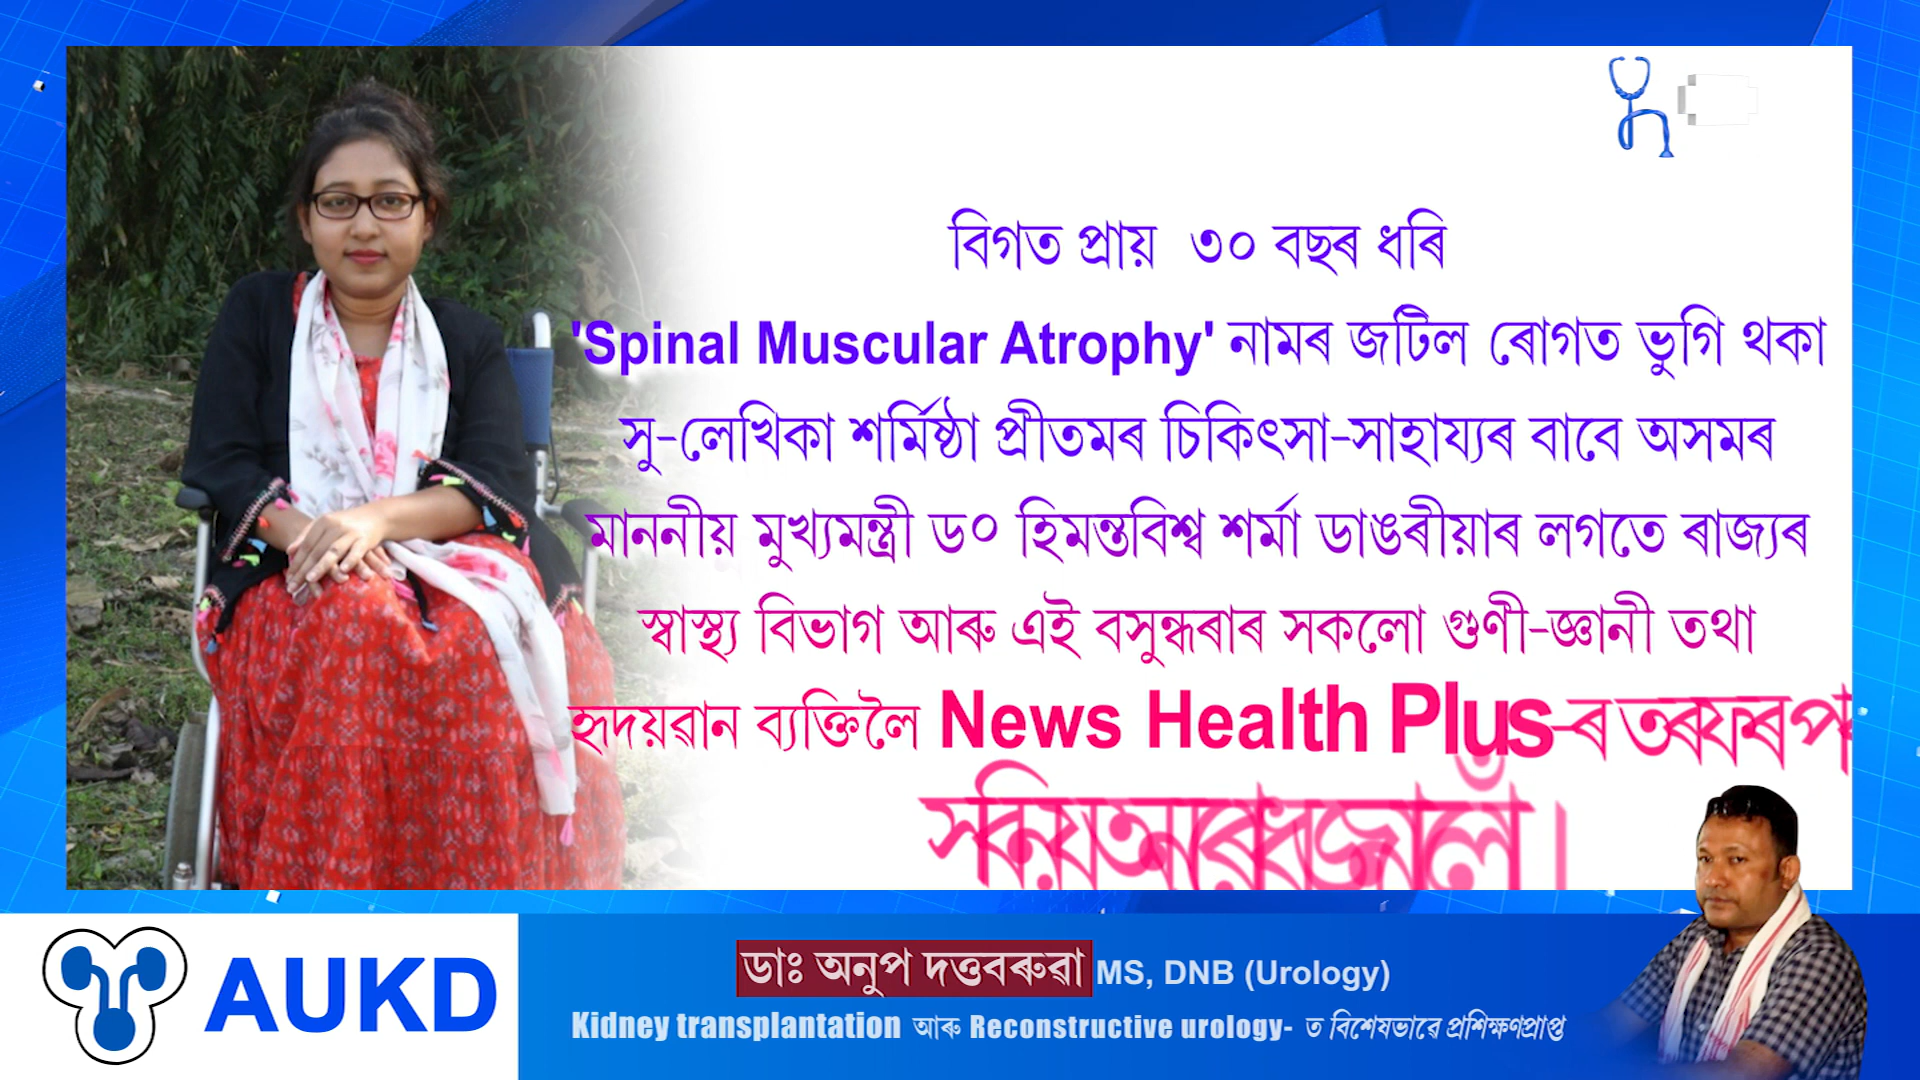 বিগত প্ৰায় ৩০ বছৰ ধৰি
'Spinal Muscular Atrophy' নামৰ জটিল ৰোগত ভুগি থকা
সু-লেখিকা শৰ্মিষ্ঠা প্ৰীতমৰ চিকিৎসা-সাহায্যৰ বাবে অসমৰ
মাননীয় মুখ্যমন্ত্ৰী ড০ হিমন্তবিশ্ব শৰ্মা ডাঙৰীয়াৰ লগতে ৰাজ্যৰ
স্বাস্থ্য বিভাগ আৰু এই বসুন্ধৰাৰ সকলো গুণী-জ্ঞানী তথা
হৃদয়ৱান ব্যক্তিলৈ News Health Plus-ৰ তৰফৰ
AUKD
ডাঃ অনুপ দত্তবৰুৱা MS, DNB (Urology)
Kidney transplantation আৰু Reconstructive urology- ত বিশেষভাৱে প্ৰশিক্ষণপ্ৰাপ্ত